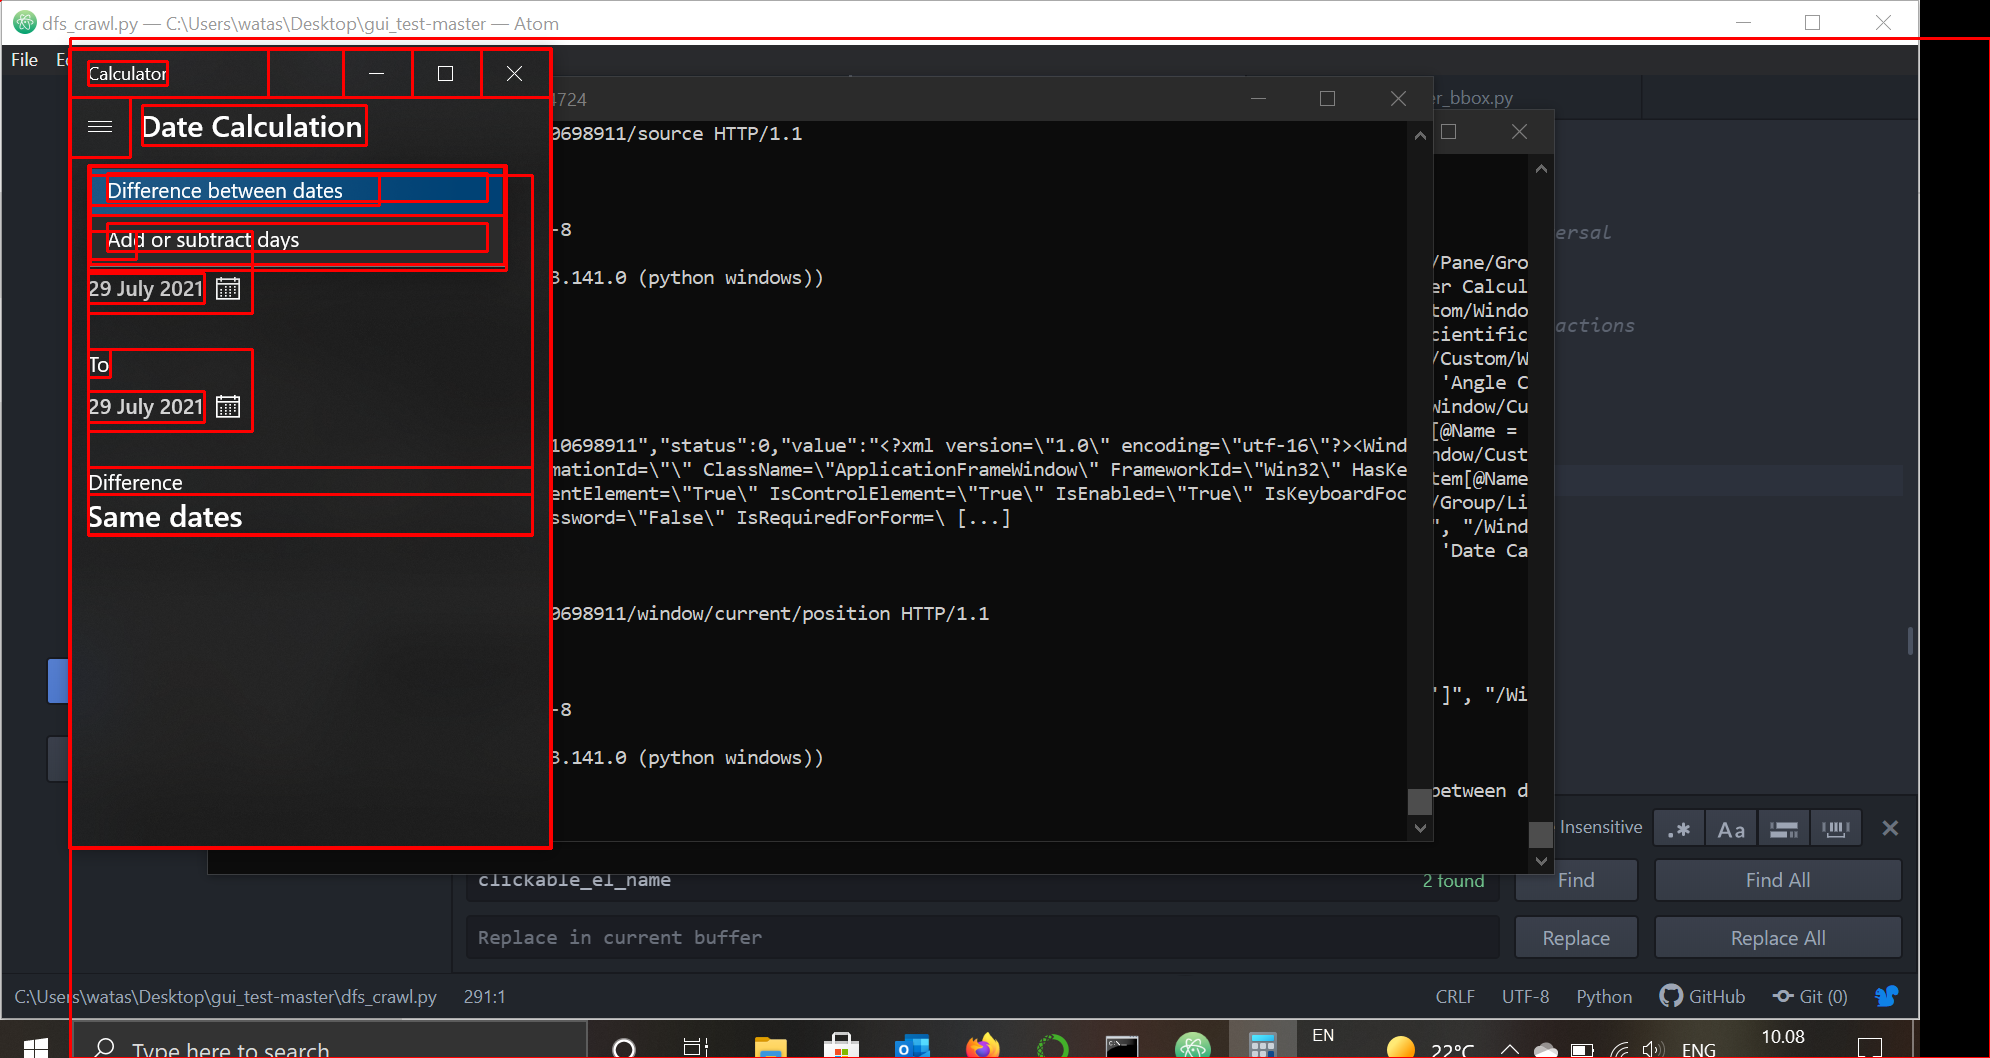 dfs_crawl.py — C:\Users\watas\Desktop\gui_test-master — Atom
File
Calculator
Date Calculation
Difference between dates
Add or subtract days
29 July 2021
To
29 July 2021
Difference
Same dates
4724
0698911/source HTTP/1.1
-8
3.141.0 (python windows))
10698911","status":0,"value":"<?xml version=\"1.0\" encoding=\"utf-16\"?><Wind
mationId=\"\" ClassName=\"ApplicationFrameWindow\" FrameworkId=\"Win32\" HasKe
entElement=\"True\" IsControlElement=\"True\" IsEnabled=\"True\" IsKeyboardFoc
ssword=\"False\" IsRequiredForForm=\ [...]
0698911/window/current/position HTTP/1.1
-8
3.141.0 (python windows))
er_bbox.py
ersal
actions
/Pane/Gro
er Calcul
tom/Windo
cientific
/Custom/W
'Angle C
Window/Cu
[@Name =
ndow/Cust
tem[@Name
/Group/Li
", "/Wind
'Date Ca
']", "/Wi
between d
Insensitive
.* Aa
clickable_el_name
2 found
Find
Find All
Replace in current buffer
Replace
Replace All
C:\Users\watas\Desktop\gui_test-master\dfs_crawl.py 291:1
CRLF UTF-8 Python GitHub Git (0)
Type here to search
EN
22°C
ENG
10.08